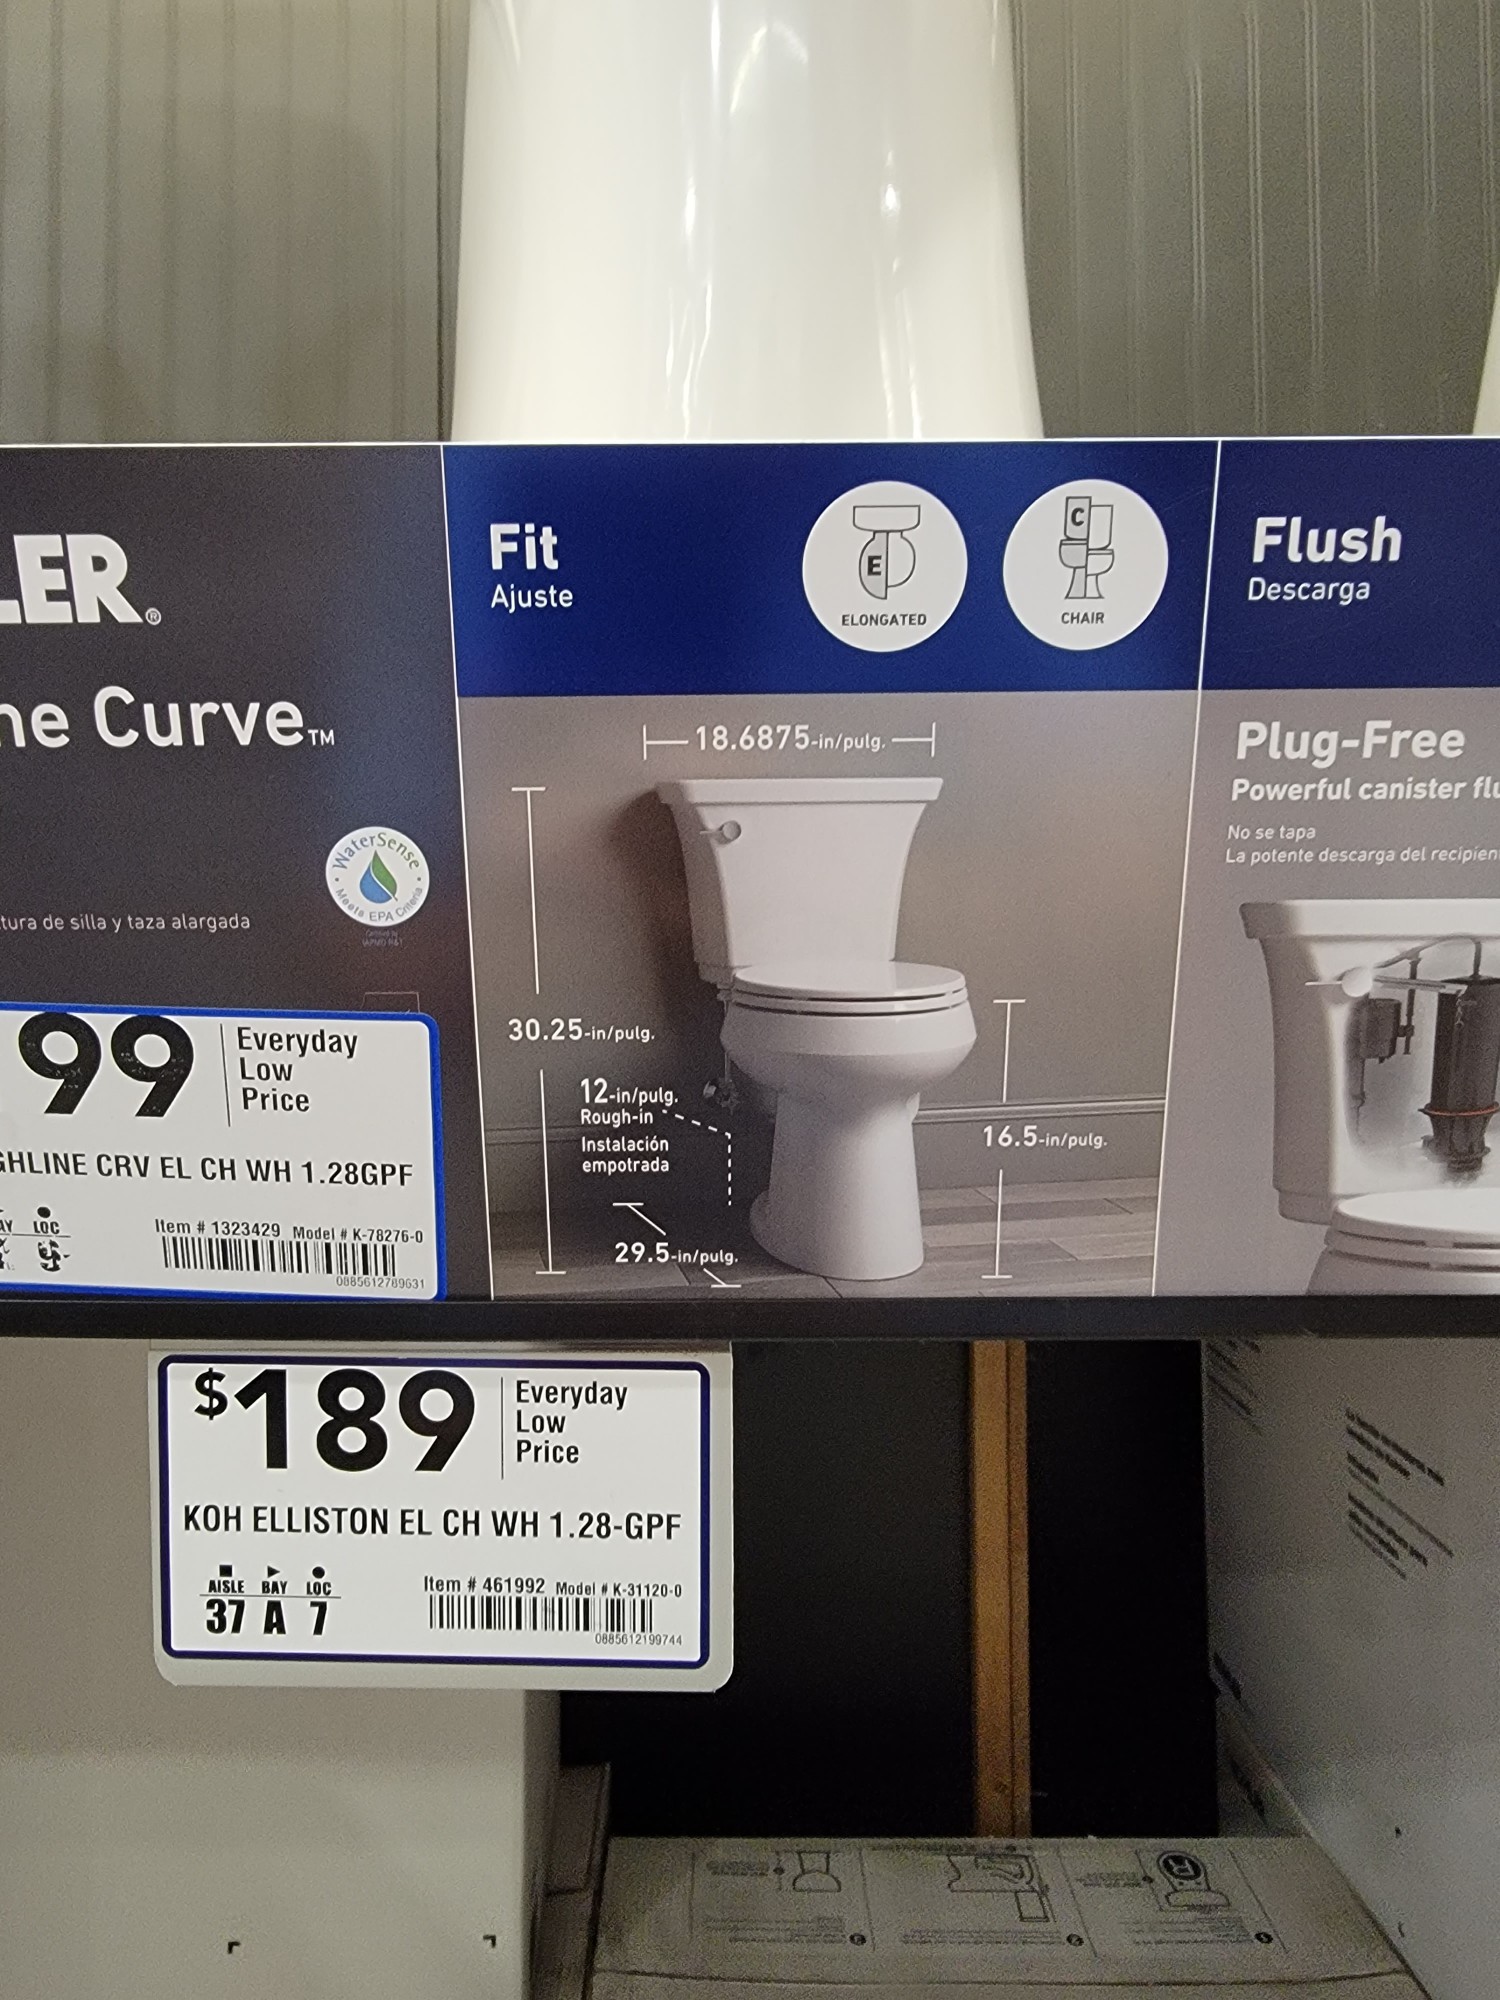 LER®
ne Curve™
WaterSense
Meets EPA Criteria
tura de silla y taza alargada
99
Everyday
Low
Price
GHLINE CRV EL CH WH 1.28GPF
AY LOC
Item # 1323429 Model # K-78276-0
0885612789631
Fit
Ajuste
E
ELONGATED
C
CHAIR
18.6875-in/pulg.
30.25-in/pulg.
12-in/pulg.
Rough-in
Instalación
empotrada
16.5-in/pulg.
29.5-in/pulg.
Flush
Descarga
Plug-Free
Powerful canister flu
No se tapa
La potente descarga del recipien
$189
Everyday
Low
Price
KOH ELLISTON EL CH WH 1.28-GPF
AISLE BAY LOC
37 A 7
Item # 461992 Model # K-31120-0
0885612199744